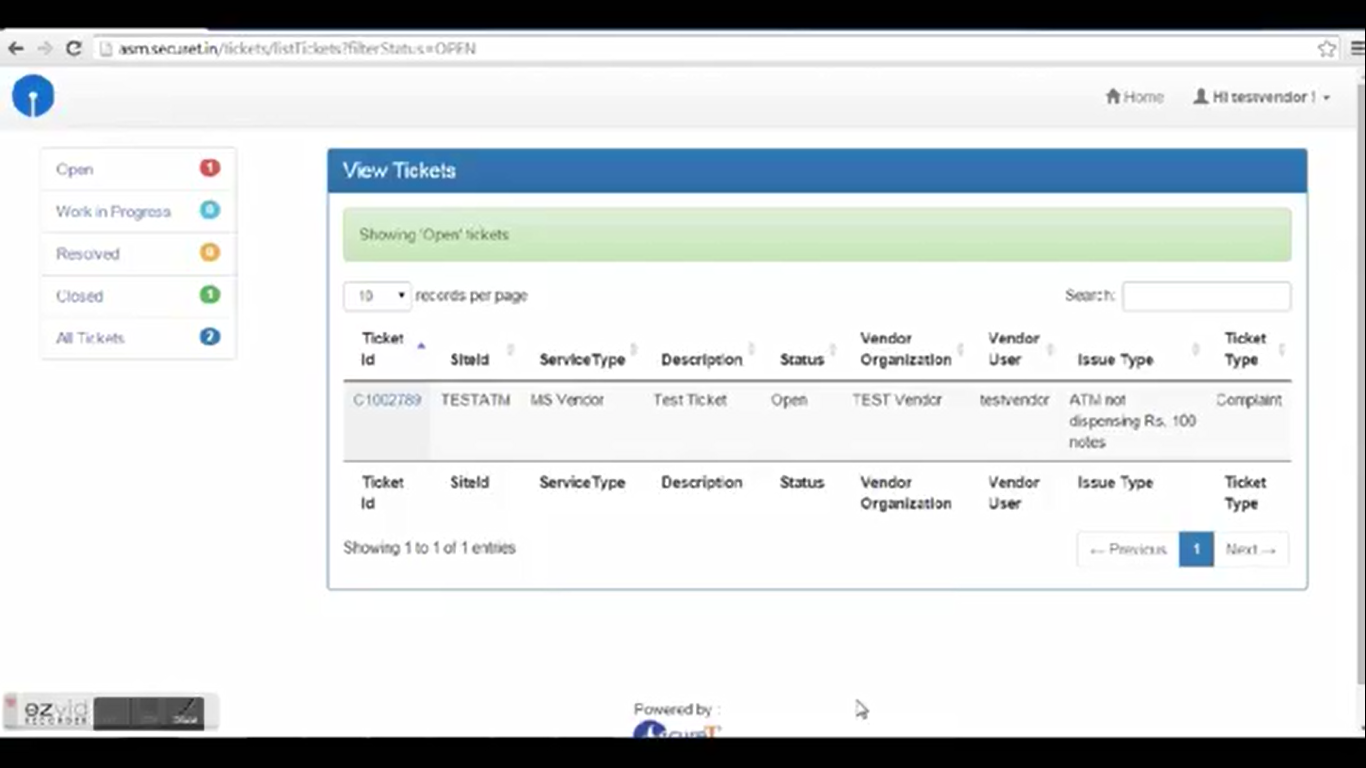 asm.securet.in/tickets/listTickets?filterStatus=OPEN
Home
Hi testvendor !
Open 1
Work in Progress 0
Resolved 0
Closed 1
All Tickets 2
View Tickets
Showing 'Open' tickets
10 records per page
Search:
Ticket Id SiteId ServiceType Description Status Vendor Organization Vendor User Issue Type Ticket Type
C1002789 TESTATM MS Vendor Test Ticket Open TEST Vendor testvendor ATM not dispensing Rs. 100 notes Complaint
Ticket Id SiteId ServiceType Description Status Vendor Organization Vendor User Issue Type Ticket Type
Showing 1 to 1 of 1 entries
← Previous 1 Next →
ezvid
RECORDER
Powered by :